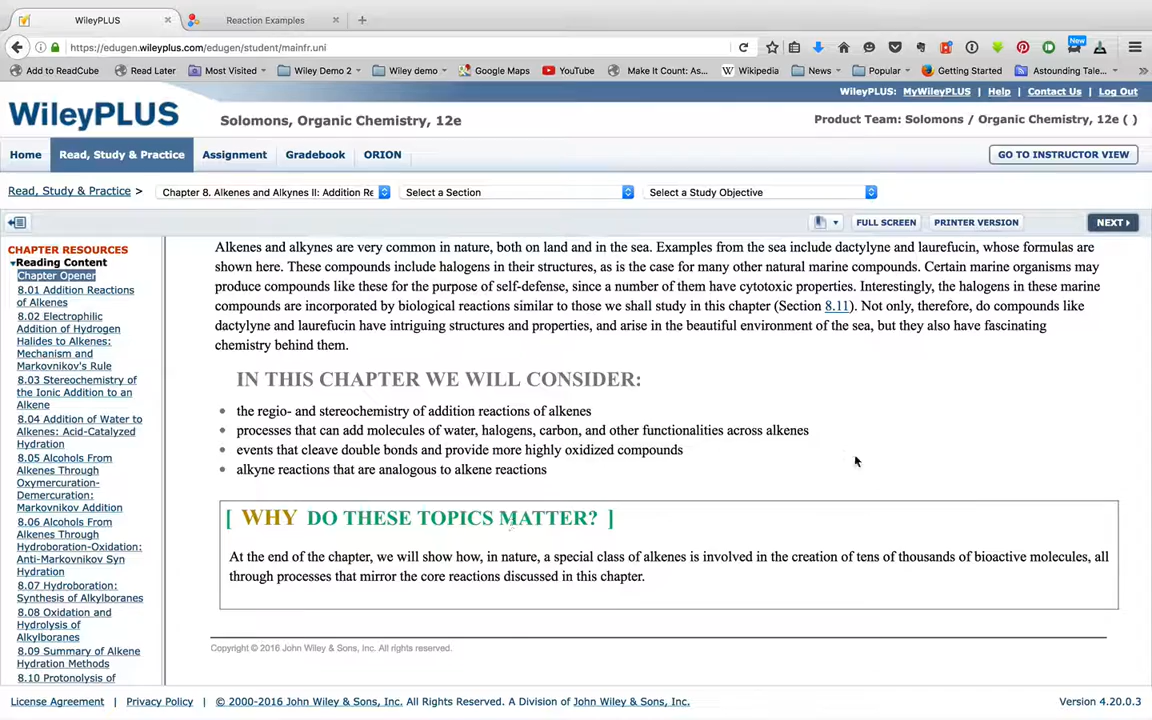 WileyPLUS
Reaction Examples
https://edugen.wileyplus.com/edugen/student/mainfr.uni
New
Add to ReadCube
Read Later
Most Visited
Wiley Demo 2
Wiley demo
Google Maps
YouTube
Make It Count: As...
Wikipedia
News
Popular
Getting Started
Astounding Tale...
WileyPLUS: MyWileyPLUS | Help | Contact Us | Log Out
WileyPLUS
Solomons, Organic Chemistry, 12e
Product Team: Solomons / Organic Chemistry, 12e ( )
Home
Read, Study & Practice
Assignment
Gradebook
ORION
GO TO INSTRUCTOR VIEW
Read, Study & Practice >
Chapter 8. Alkenes and Alkynes II: Addition Re
Select a Section
Select a Study Objective
FULL SCREEN
PRINTER VERSION
NEXT
CHAPTER RESOURCES
Reading Content
Chapter Opener
8.01 Addition Reactions
of Alkenes
8.02 Electrophilic
Addition of Hydrogen
Halides to Alkenes:
Mechanism and
Markovnikov's Rule
8.03 Stereochemistry of
the Ionic Addition to an
Alkene
8.04 Addition of Water to
Alkenes: Acid-Catalyzed
Hydration
8.05 Alcohols From
Alkenes Through
Oxymercuration-
Demercuration:
Markovnikov Addition
8.06 Alcohols From
Alkenes Through
Hydroboration-Oxidation:
Anti-Markovnikov Syn
Hydration
8.07 Hydroboration:
Synthesis of Alkylboranes
8.08 Oxidation and
Hydrolysis of
Alkylboranes
8.09 Summary of Alkene
Hydration Methods
8.10 Protonolysis of
Alkenes and alkynes are very common in nature, both on land and in the sea. Examples from the sea include dactylyne and laurefucin, whose formulas are
shown here. These compounds include halogens in their structures, as is the case for many other natural marine compounds. Certain marine organisms may
produce compounds like these for the purpose of self-defense, since a number of them have cytotoxic properties. Interestingly, the halogens in these marine
compounds are incorporated by biological reactions similar to those we shall study in this chapter (Section 8.11). Not only, therefore, do compounds like
dactylyne and laurefucin have intriguing structures and properties, and arise in the beautiful environment of the sea, but they also have fascinating
chemistry behind them.
IN THIS CHAPTER WE WILL CONSIDER:
• the regio- and stereochemistry of addition reactions of alkenes
• processes that can add molecules of water, halogens, carbon, and other functionalities across alkenes
• events that cleave double bonds and provide more highly oxidized compounds
• alkyne reactions that are analogous to alkene reactions
[ WHY DO THESE TOPICS MATTER? ]
At the end of the chapter, we will show how, in nature, a special class of alkenes is involved in the creation of tens of thousands of bioactive molecules, all
through processes that mirror the core reactions discussed in this chapter.
Copyright © 2016 John Wiley & Sons, Inc. All rights reserved.
License Agreement | Privacy Policy | © 2000-2016 John Wiley & Sons, Inc. All Rights Reserved. A Division of John Wiley & Sons, Inc.
Version 4.20.0.3